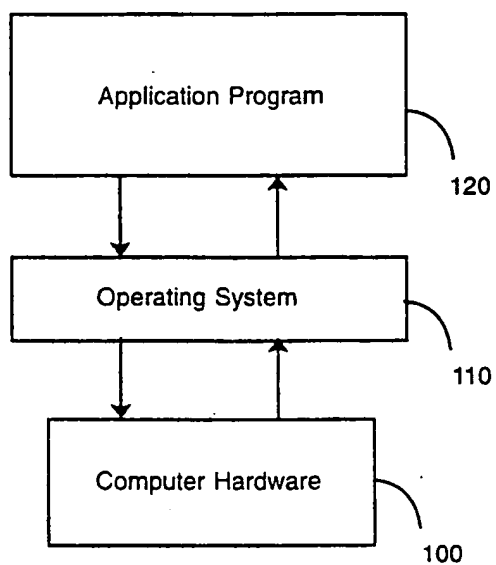 Application Program
120
Operating System
110
Computer Hardware
100